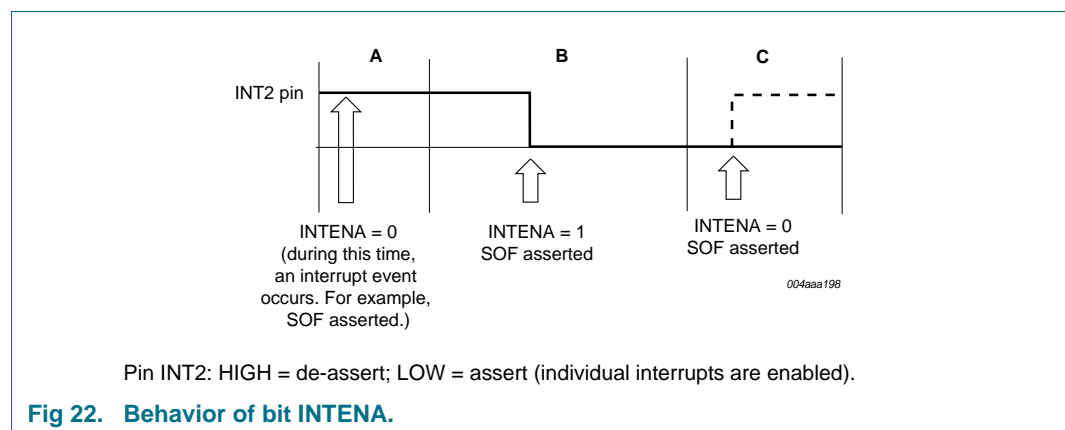 A
B
C
INT2 pin
INTENA = 0
(during this time,
an interrupt event
occurs. For example,
SOF asserted.)
INTENA = 1
SOF asserted
INTENA = 0
SOF asserted
004aaa198
Pin INT2: HIGH = de-assert; LOW = assert (individual interrupts are enabled).
Fig 22. Behavior of bit INTENA.